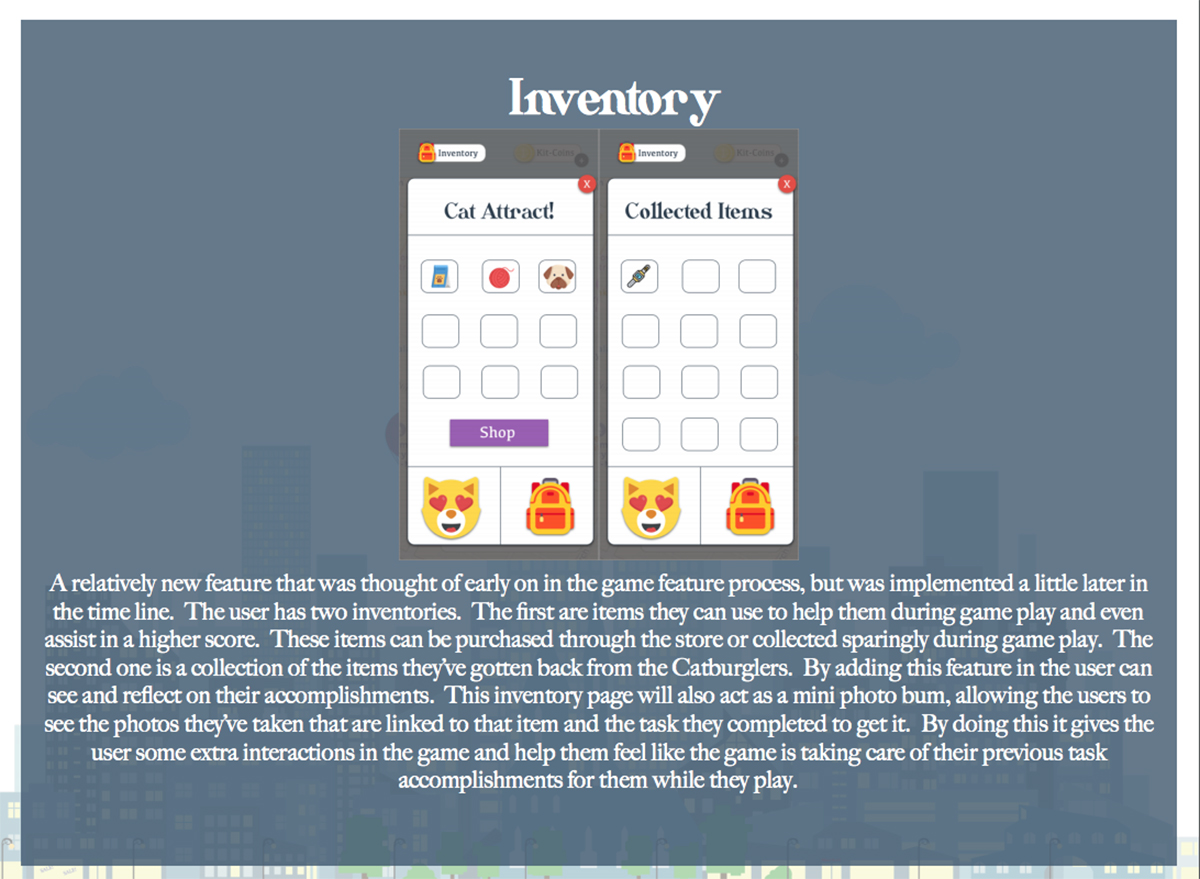 Inventory
Inventory
Kit-Coins
Inventory
Kit-Coins
X
X
Cat Attract!
Collected Items
Shop
A relatively new feature that was thought of early on in the game feature process, but was implemented a little later in
the time line.  The user has two inventories.  The first are items they can use to help them during game play and even
assist in a higher score.  These items can be purchased through the store or collected sparingly during game play.  The
second one is a collection of the items they've gotten back from the Catburglers.  By adding this feature in the user can
see and reflect on their accomplishments.  This inventory page will also act as a mini photo bum, allowing the users to
see the photos they've taken that are linked to that item and the task they completed to get it.  By doing this it gives the
user some extra interactions in the game and help them feel like the game is taking care of their previous task
accomplishments for them while they play.